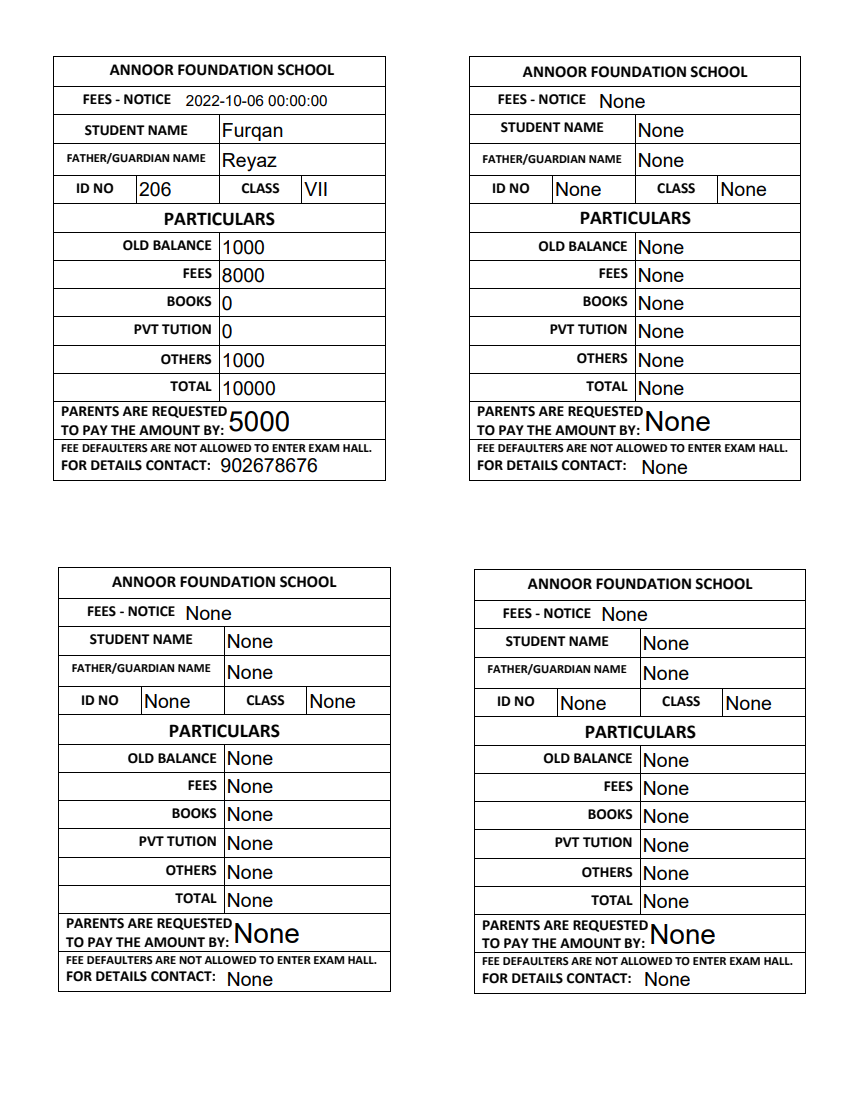 ANNOOR FOUNDATION SCHOOL
FEES - NOTICE 2022-10-06 00:00:00
STUDENT NAME Furqan
FATHER/GUARDIAN NAME Reyaz
ID NO 206 CLASS VII
PARTICULARS
OLD BALANCE 1000
FEES 8000
BOOKS 0
PVT TUTION 0
OTHERS 1000
TOTAL 10000
PARENTS ARE REQUESTED
TO PAY THE AMOUNT BY: 5000
FEE DEFAULTERS ARE NOT ALLOWED TO ENTER EXAM HALL.
FOR DETAILS CONTACT: 902678676
ANNOOR FOUNDATION SCHOOL
FEES - NOTICE None
STUDENT NAME None
FATHER/GUARDIAN NAME None
ID NO None CLASS None
PARTICULARS
OLD BALANCE None
FEES None
BOOKS None
PVT TUTION None
OTHERS None
TOTAL None
PARENTS ARE REQUESTED
TO PAY THE AMOUNT BY: None
FEE DEFAULTERS ARE NOT ALLOWED TO ENTER EXAM HALL.
FOR DETAILS CONTACT: None
ANNOOR FOUNDATION SCHOOL
FEES - NOTICE None
STUDENT NAME None
FATHER/GUARDIAN NAME None
ID NO None CLASS None
PARTICULARS
OLD BALANCE None
FEES None
BOOKS None
PVT TUTION None
OTHERS None
TOTAL None
PARENTS ARE REQUESTED
TO PAY THE AMOUNT BY: None
FEE DEFAULTERS ARE NOT ALLOWED TO ENTER EXAM HALL.
FOR DETAILS CONTACT: None
ANNOOR FOUNDATION SCHOOL
FEES - NOTICE None
STUDENT NAME None
FATHER/GUARDIAN NAME None
ID NO None CLASS None
PARTICULARS
OLD BALANCE None
FEES None
BOOKS None
PVT TUTION None
OTHERS None
TOTAL None
PARENTS ARE REQUESTED
TO PAY THE AMOUNT BY: None
FEE DEFAULTERS ARE NOT ALLOWED TO ENTER EXAM HALL.
FOR DETAILS CONTACT: None